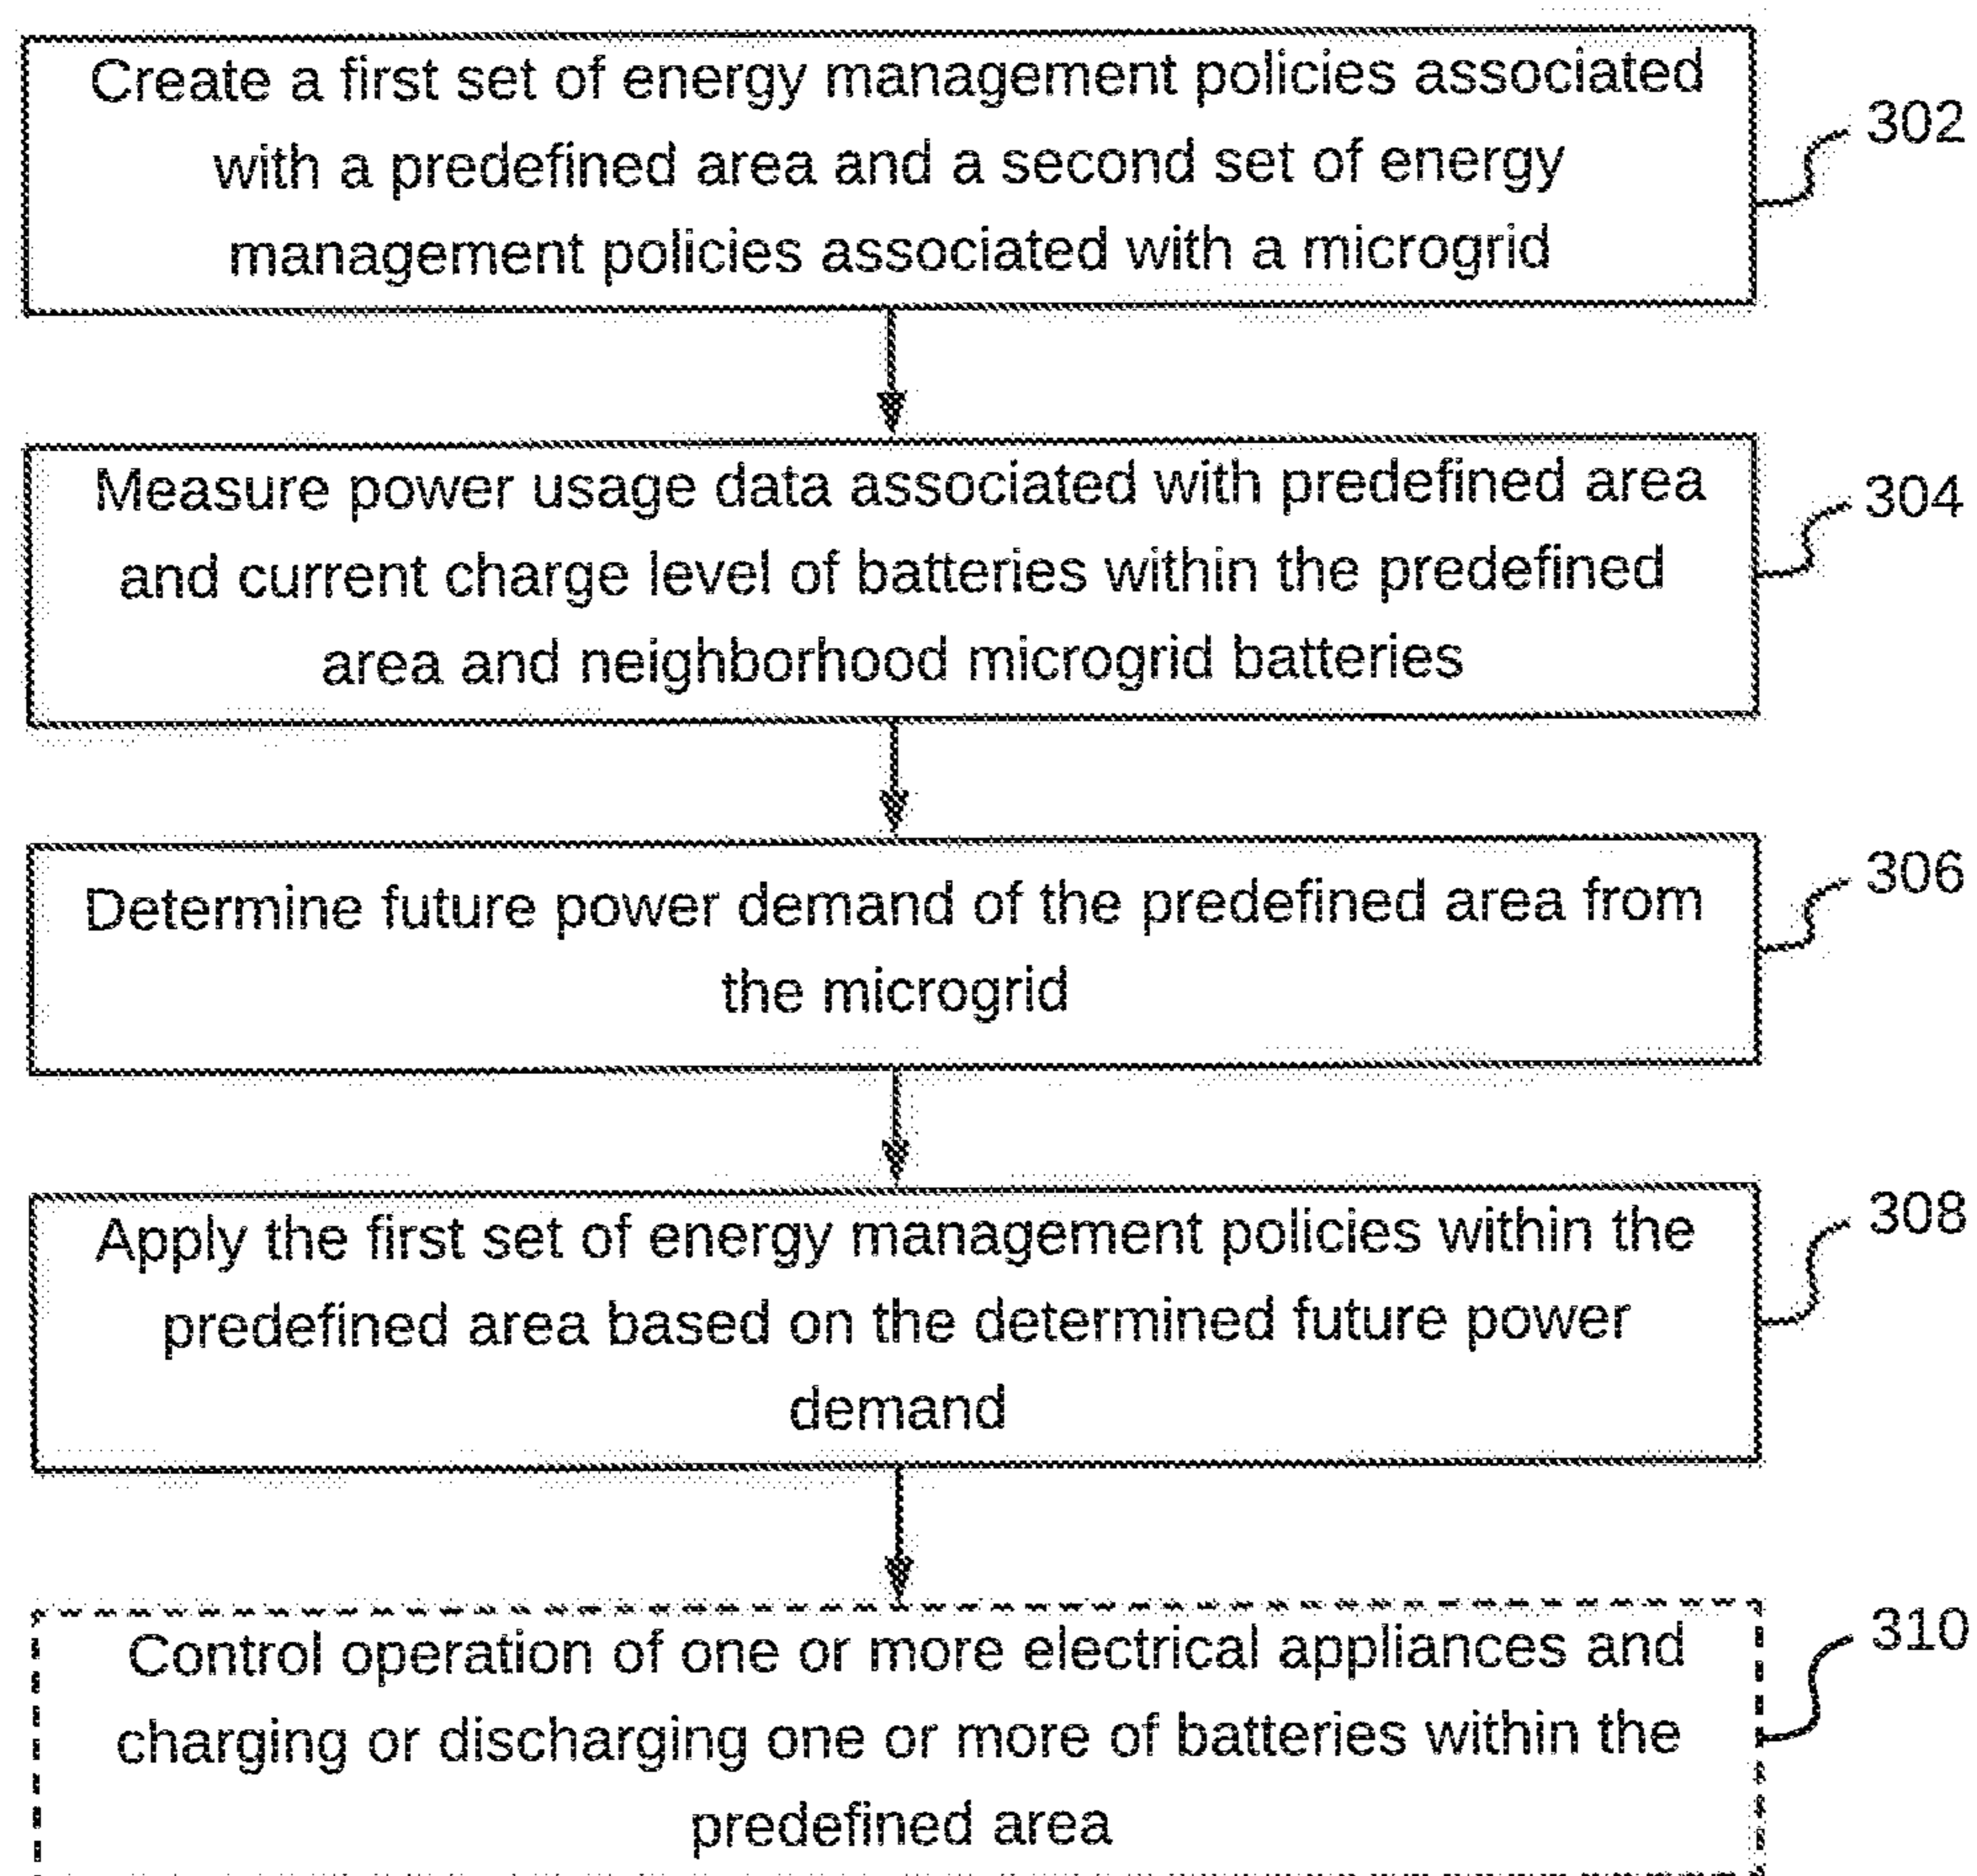 Create a first set of energy management policies associated
with a predefined area and a second set of energy
management policies associated with a microgrid
302
Measure power usage data associated with predefined area
and current charge level of batteries within the predefined
area and neighborhood microgrid batteries
304
Determine future power demand of the predefined area from
the microgrid
306
Apply the first set of energy management policies within the
predefined area based on the determined future power
demand
308
Control operation of one or more electrical appliances and
charging or discharging one or more of batteries within the
predefined area
310